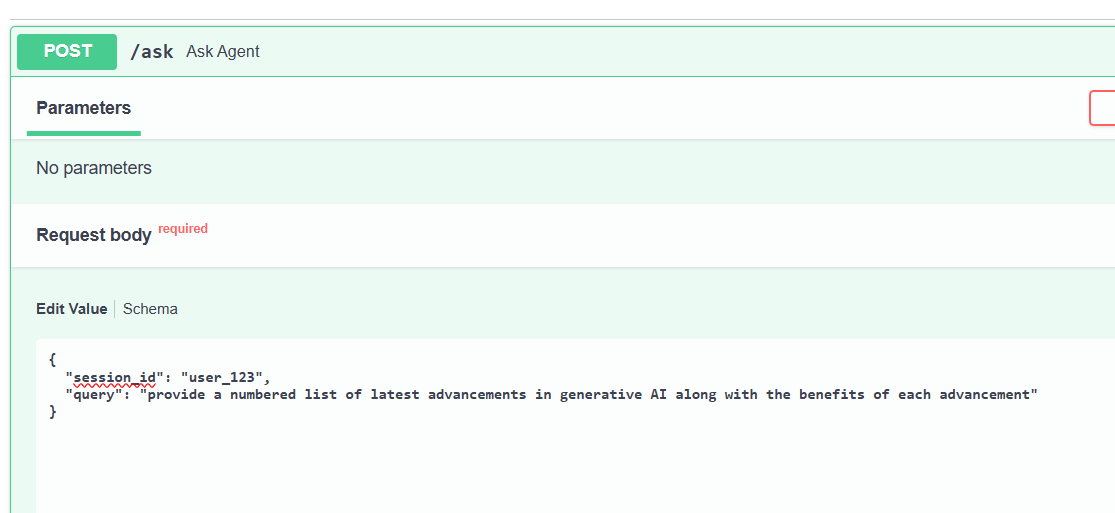 POST /ask Ask Agent
Parameters
No parameters
Request body required
Edit Value Schema
{
"session_id": "user_123",
"query": "provide a numbered list of latest advancements in generative AI along with the benefits of each advancement"
}